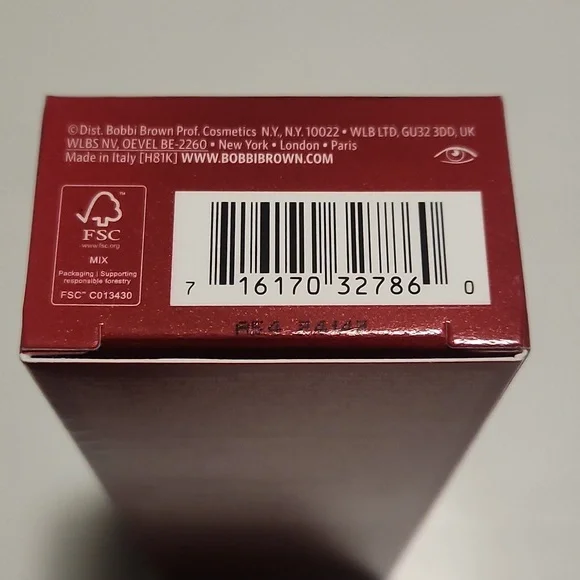 ©Dist. Bobbi Brown Prof. Cosmetics N.Y., N.Y. 10022 • WLB LTD, GU32 3DD, UK
WLBS NV, OEVEL BE-2260 • New York • London • Paris
Made in Italy [H81K] WWW.BOBBIBROWN.COM
FSC
www.fsc.org
MIX
Packaging | Supporting
responsible forestry
FSC™ C013430
7 16170 32786 0